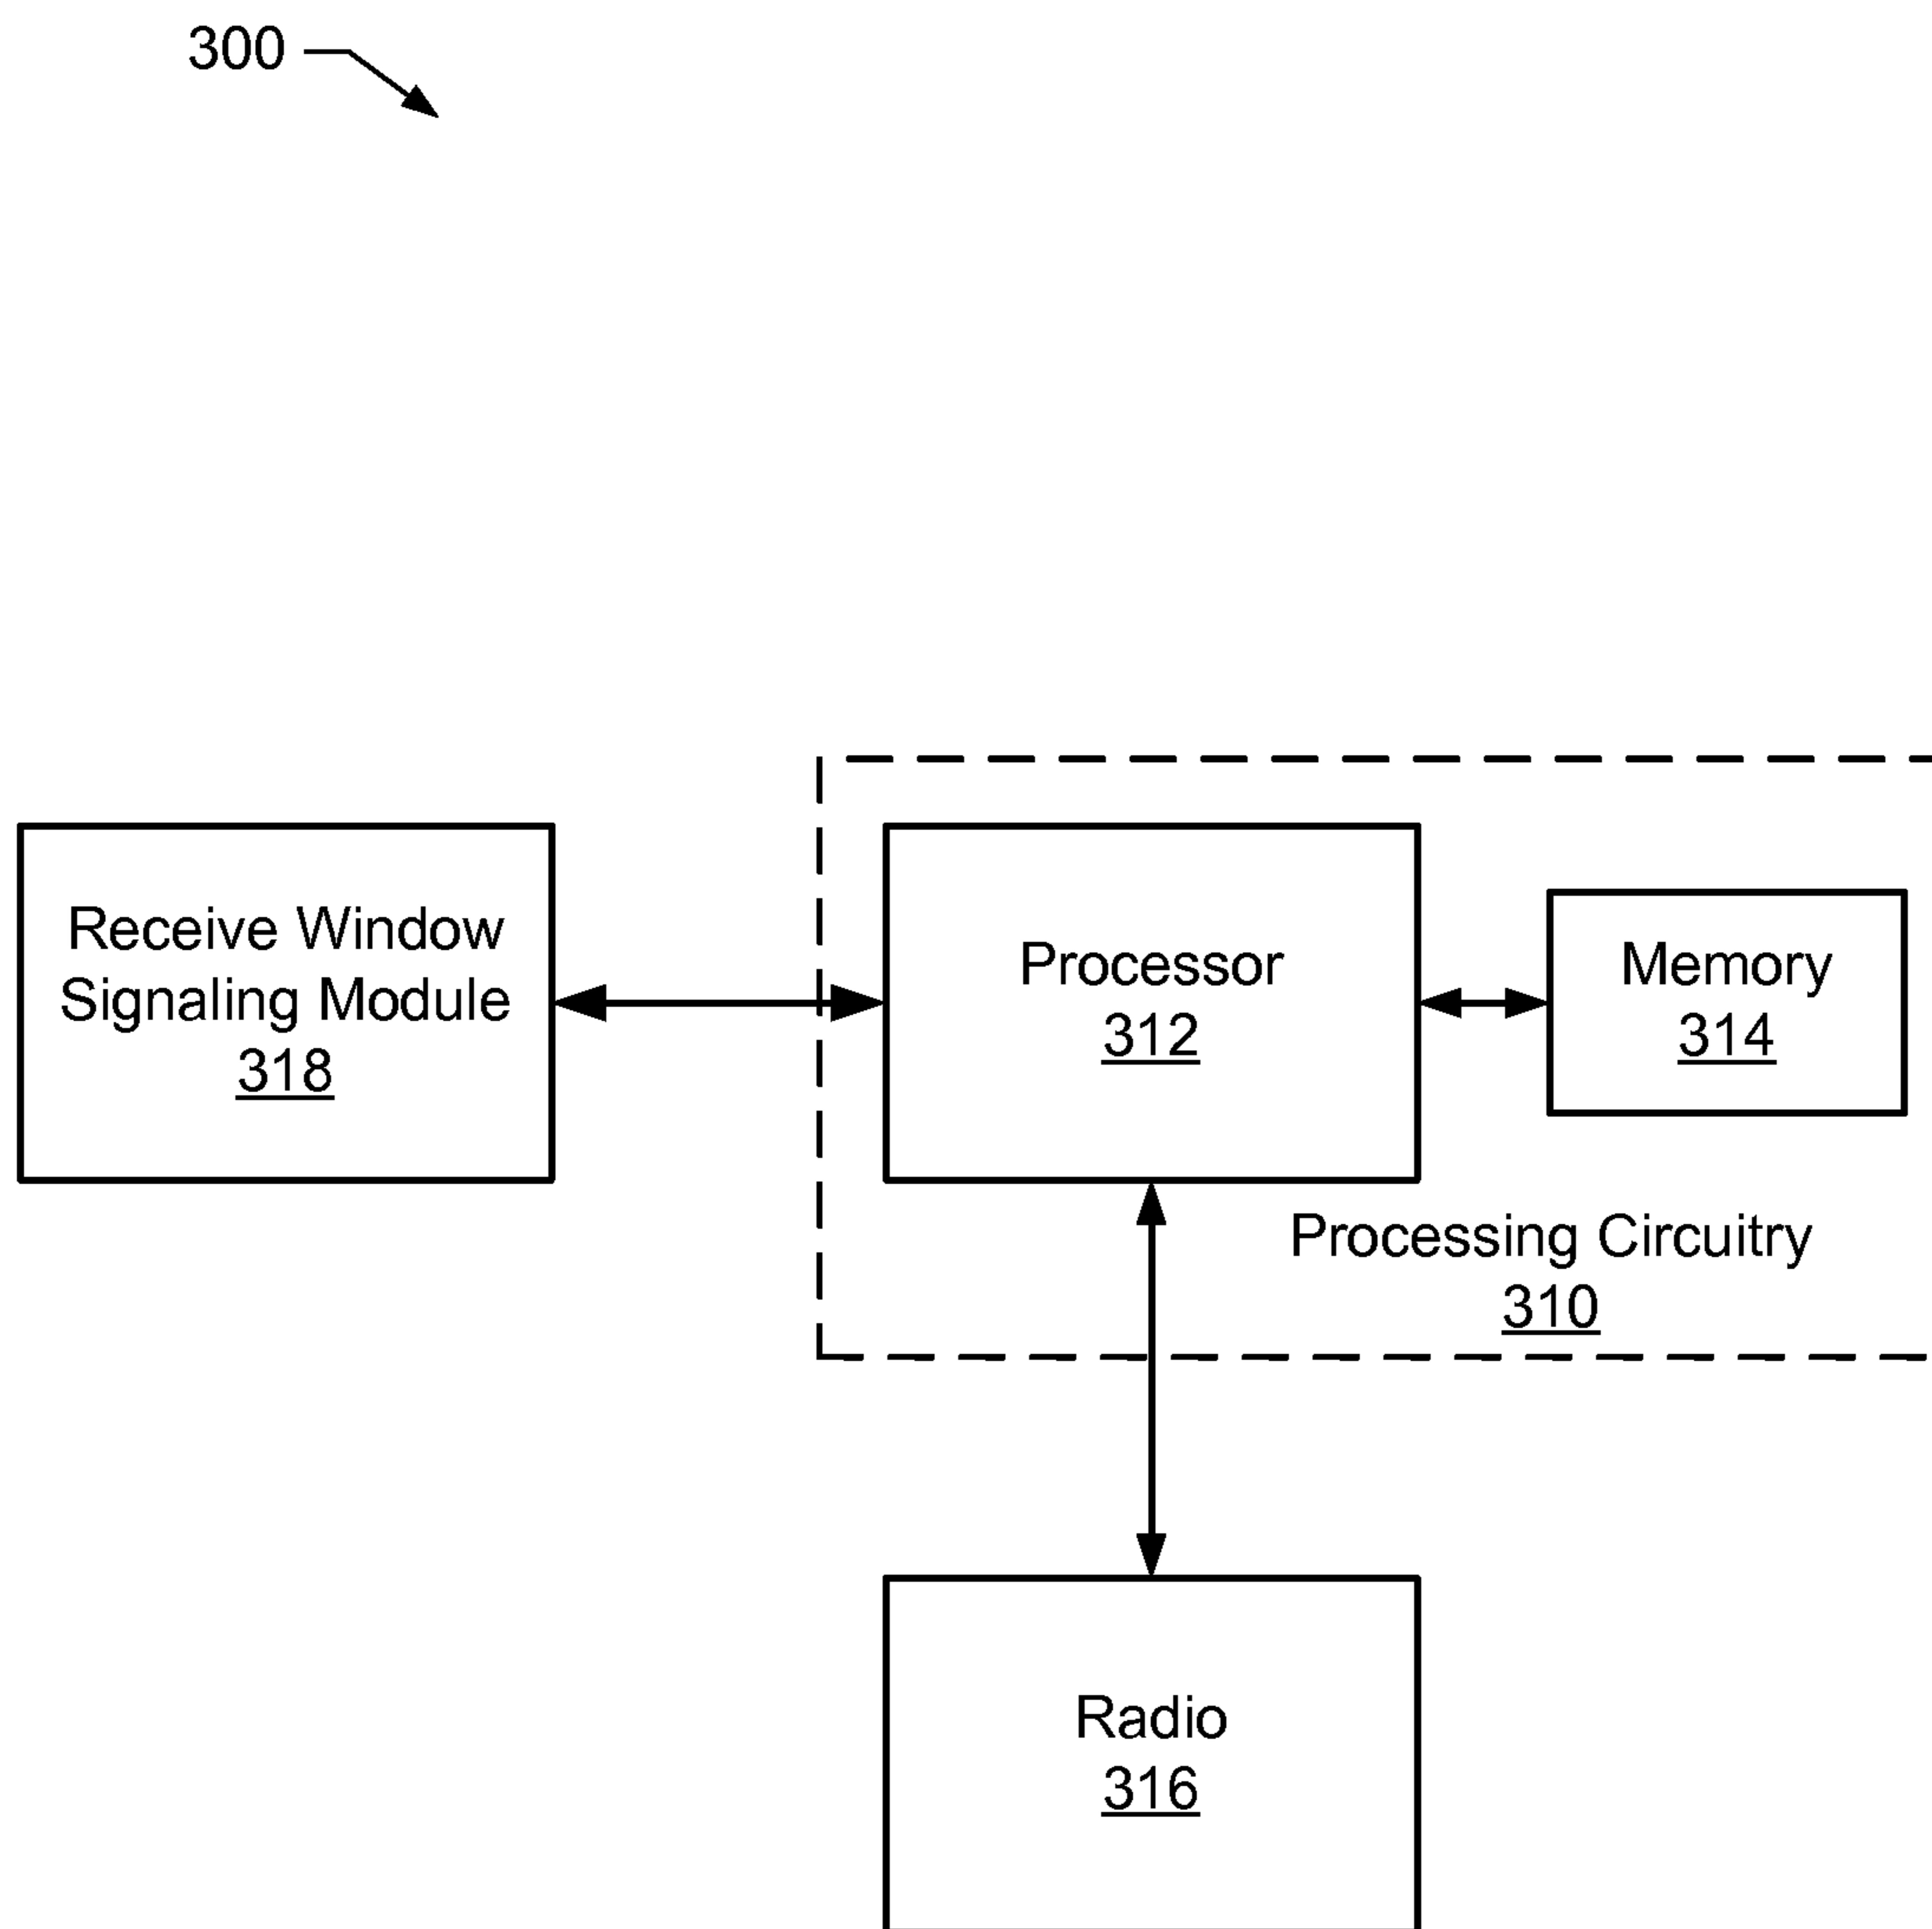 300
Receive Window
Signaling Module
318
Processor
312
Memory
314
Processing Circuitry
310
Radio
316